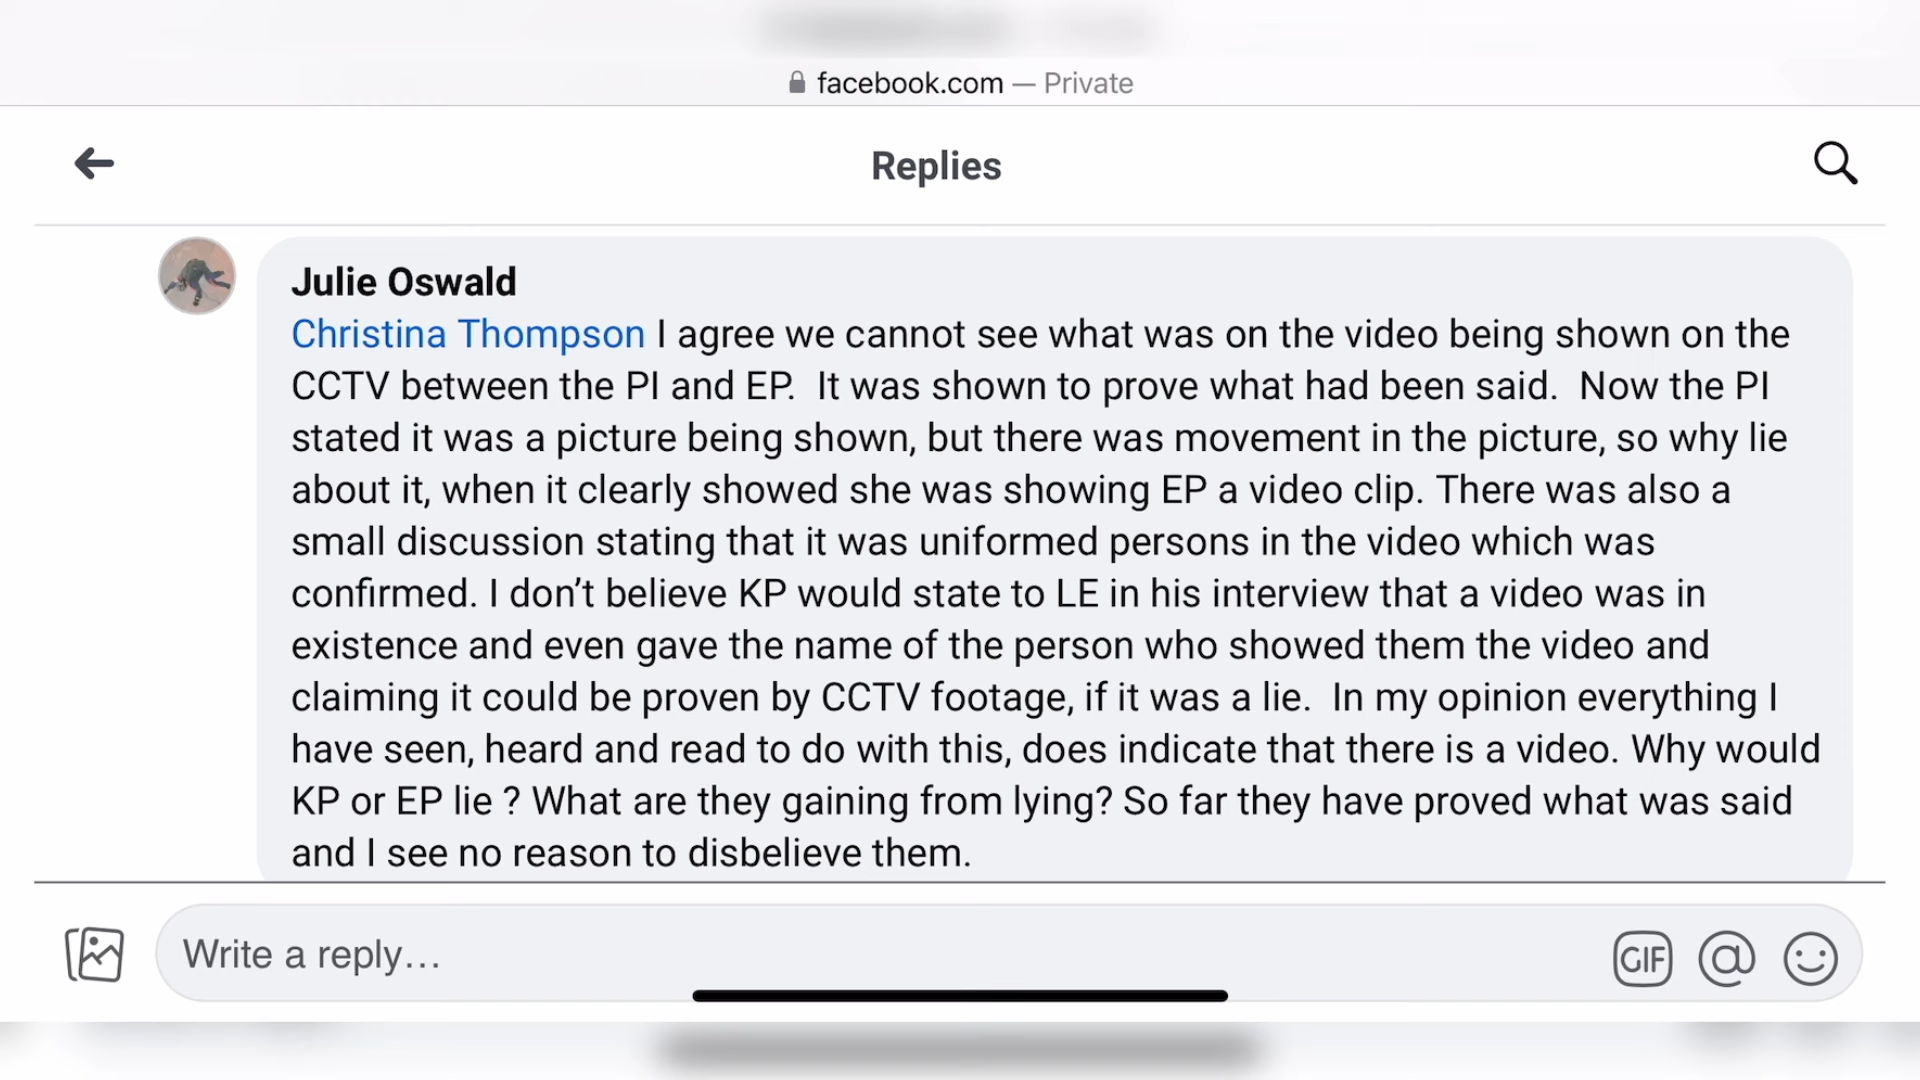 facebook.com — Private
Replies
Julie Oswald
Christina Thompson I agree we cannot see what was on the video being shown on the
CCTV between the PI and EP.  It was shown to prove what had been said.  Now the PI
stated it was a picture being shown, but there was movement in the picture, so why lie
about it, when it clearly showed she was showing EP a video clip. There was also a
small discussion stating that it was uniformed persons in the video which was
confirmed. I don’t believe KP would state to LE in his interview that a video was in
existence and even gave the name of the person who showed them the video and
claiming it could be proven by CCTV footage, if it was a lie.  In my opinion everything I
have seen, heard and read to do with this, does indicate that there is a video. Why would
KP or EP lie ? What are they gaining from lying? So far they have proved what was said
and I see no reason to disbelieve them.
Write a reply...
GIF @